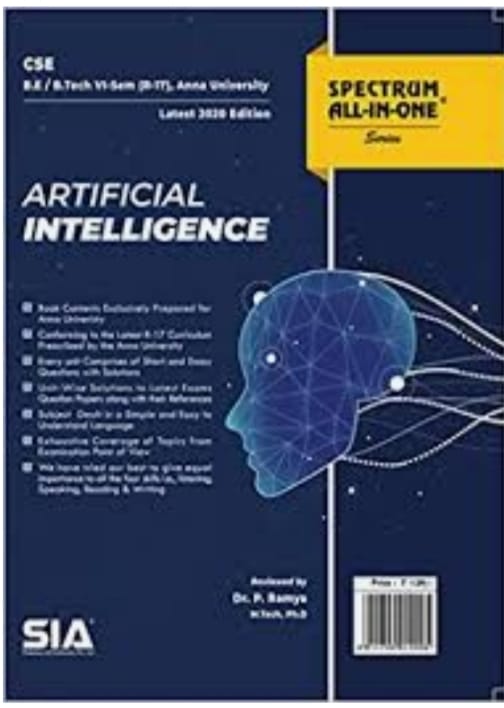 CSE
B.E / B.Tech VI-Sem (R-17), Anna University
Latest 2020 Edition
SPECTRUM
ALL-IN-ONE
Series
ARTIFICIAL
INTELLIGENCE
Book Contents Exclusively Prepared for
Anna University
Conforming to the Latest R-17 Curriculum
Prescribed by the Anna University
Every unit Comprises of Short and Essay
Questions with Solutions
Unit-Wise Solutions to Latest Exams
Question Papers along with their References
Subject Dealt in a Simple and Easy to
Understand Language
Exhaustive Coverage of Topics from
Examination Point of View
We have tried our best to give equal
importance to all the four skills i.e., listening,
Speaking, Reading & Writing
Reviewed by
Dr. P. Ramya
M.Tech, Ph.D
SIA
Price :